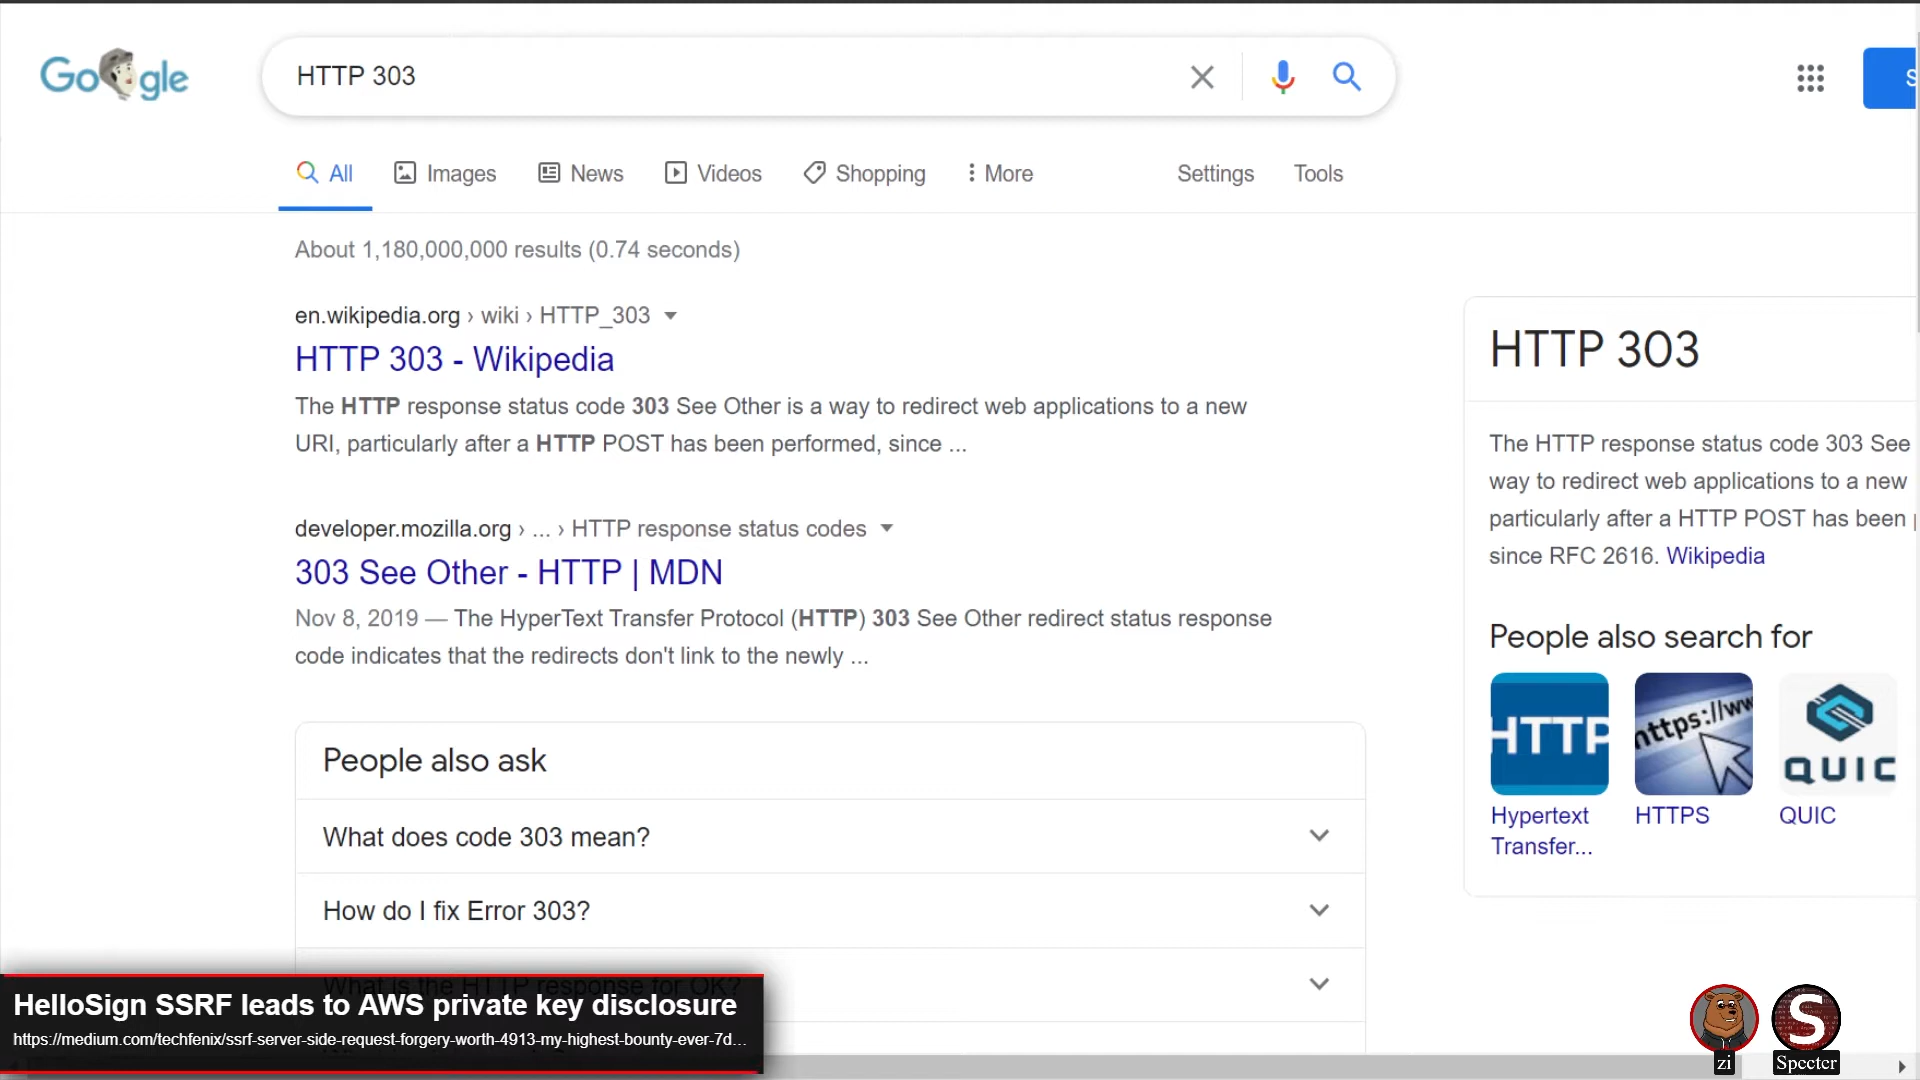 Google
HTTP 303
S
All
Images
News
Videos
Shopping
More
Settings
Tools
About 1,180,000,000 results (0.74 seconds)
en.wikipedia.org › wiki › HTTP_303
HTTP 303 - Wikipedia
The HTTP response status code 303 See Other is a way to redirect web applications to a new
URI, particularly after a HTTP POST has been performed, since ...
developer.mozilla.org › ... › HTTP response status codes
303 See Other - HTTP | MDN
Nov 8, 2019 — The HyperText Transfer Protocol (HTTP) 303 See Other redirect status response
code indicates that the redirects don't link to the newly ...
People also ask
What does code 303 mean?
How do I fix Error 303?
What is the HTTP response for OK?
HTTP 303
The HTTP response status code 303 See
way to redirect web applications to a new
particularly after a HTTP POST has been
since RFC 2616. Wikipedia
People also search for
HTTP
https://ww
QUIC
Hypertext
Transfer...
HTTPS
QUIC
HelloSign SSRF leads to AWS private key disclosure
https://medium.com/techfenix/ssrf-server-side-request-forgery-worth-4913-my-highest-bounty-ever-7d...
S
zi
Specter